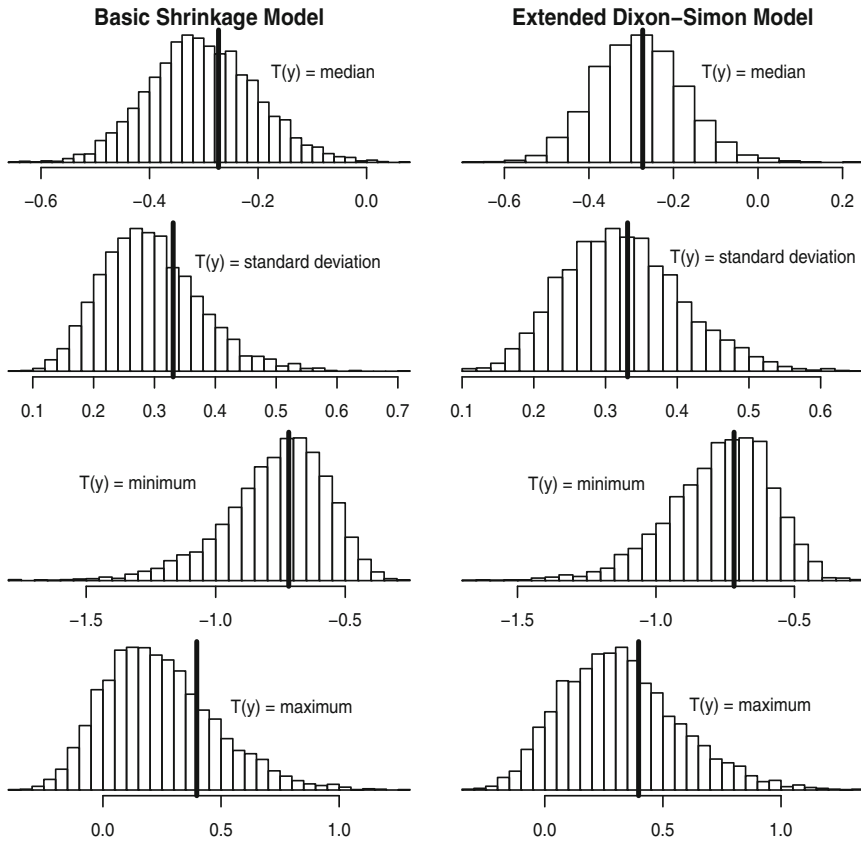 Basic Shrinkage Model
Extended Dixon−Simon Model
T(y) = median
T(y) = median
−0.6 −0.4 −0.2 0.0
−0.6 −0.4 −0.2 0.0 0.2
T(y) = standard deviation
T(y) = standard deviation
0.1 0.2 0.3 0.4 0.5 0.6 0.7
0.1 0.2 0.3 0.4 0.5 0.6
T(y) = minimum
T(y) = minimum
−1.5 −1.0 −0.5
−1.5 −1.0 −0.5
T(y) = maximum
T(y) = maximum
0.0 0.5 1.0
0.0 0.5 1.0